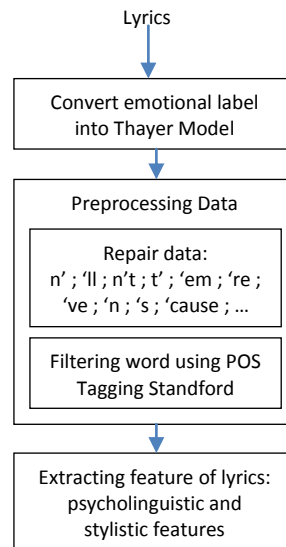 Lyrics
Convert emotional label
into Thayer Model
Preprocessing Data
Repair data:
n’ ; ‘ll ; n’t ; t’ ; ‘em ; ‘re ;
‘ve ; ‘n ; ‘s ; ‘cause ; …
Filtering word using POS
Tagging Standford
Extracting feature of lyrics:
psycholinguistic and
stylistic features